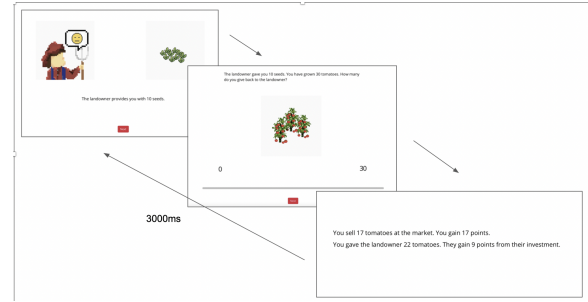 The landowner provides you with 10 seeds.
The landowner gave you 10 seeds. You have grown 30 tomatoes. How many
do you give back to the landowner?
0
30
3000ms
You sell 17 tomatoes at the market. You gain 17 points.
You gave the landowner 22 tomatoes. They gain 9 points from their investment.